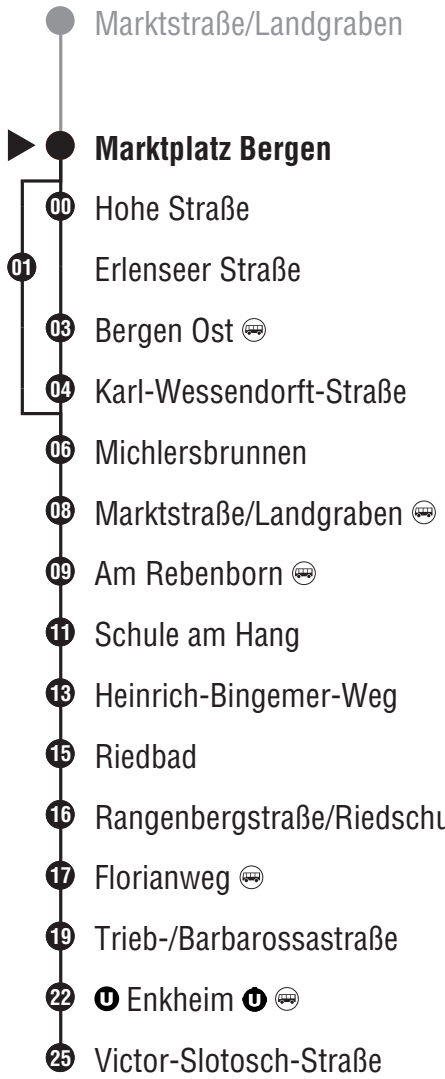 Marktstraße/Landgraben
Marktplatz Bergen
00 Hohe Straße
01 Erlenseer Straße
03 Bergen Ost
04 Karl-Wessendorft-Straße
06 Michlersbrunnen
08 Marktstraße/Landgraben
09 Am Rebenborn
11 Schule am Hang
13 Heinrich-Bingemer-Weg
15 Riedbad
16 Rangenbergstraße/Riedschu
17 Florianweg
19 Trieb-/Barbarossastraße
22 U Enkheim U
25 Victor-Slotosch-Straße